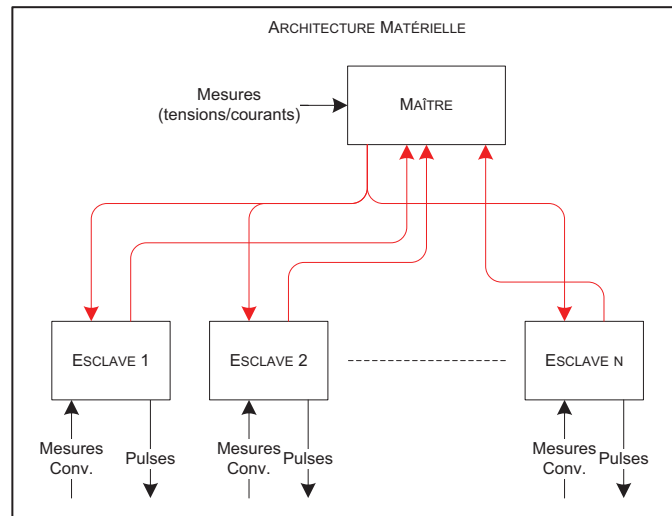 ARCHITECTURE MATÉRIELLE
Mesures
(tensions/courants)
MAÎTRE
ESCLAVE 1
ESCLAVE 2
ESCLAVE N
Mesures
Conv.
Pulses
Mesures
Conv.
Pulses
Mesures
Conv.
Pulses